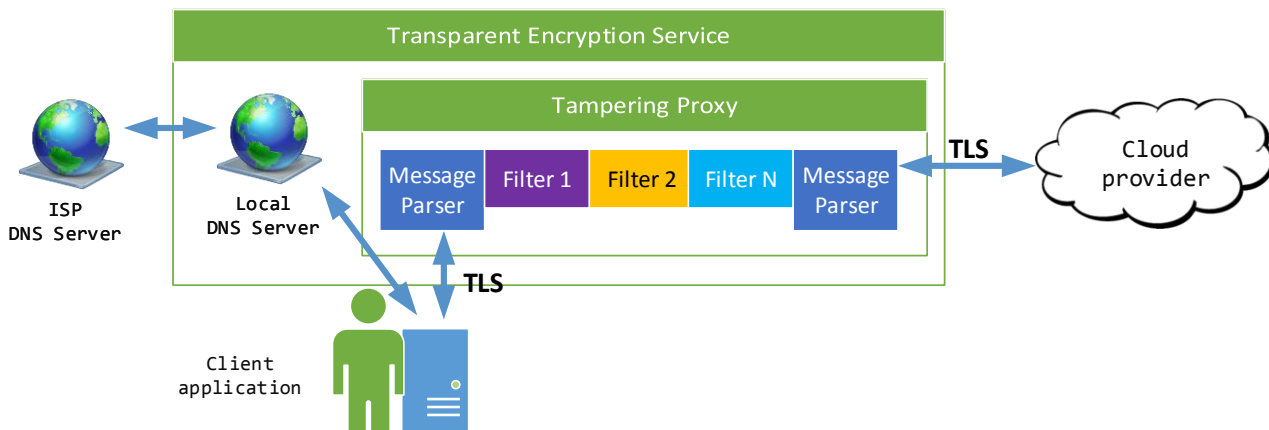 Transparent Encryption Service
Tampering Proxy
Message
Parser
Filter 1
Filter 2
Filter N
Message
Parser
TLS
Cloud
provider
ISP
DNS Server
Local
DNS Server
TLS
Client
application